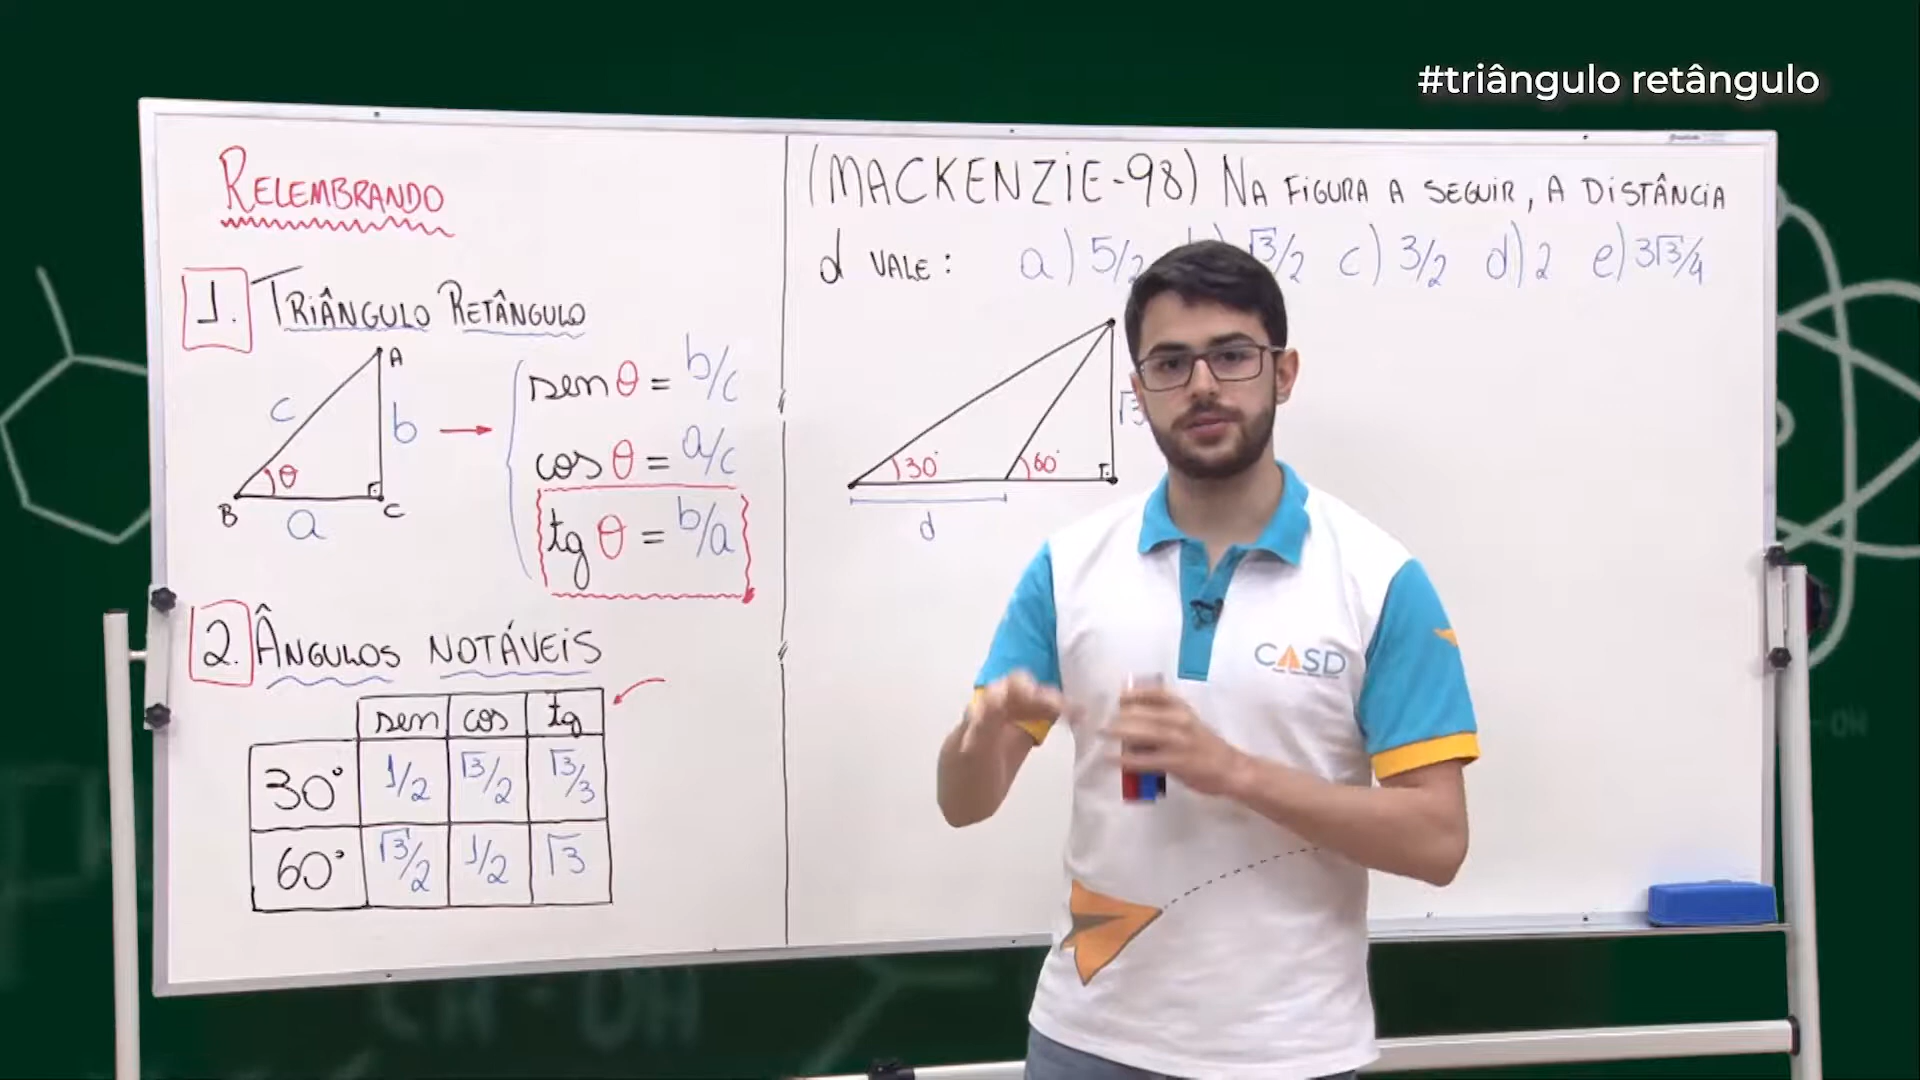 #triângulo retângulo
RELEMBRANDO
1. TRIÂNGULO RETÂNGULO
A
c
b
θ
B
a
C
sen θ = b/c
cos θ = a/c
tg θ = b/a
2. ÂNGULOS NOTÁVEIS
sen cos tg
30° 1/2 √3/2 √3/3
60° √3/2 1/2 √3
(MACKENZIE-98) NA FIGURA A SEGUIR, A DISTÂNCIA
d VALE: a) 5/2 √3/2 c) 3/2 d) 2 e) 3√3/4
30° 60°
d
CASD